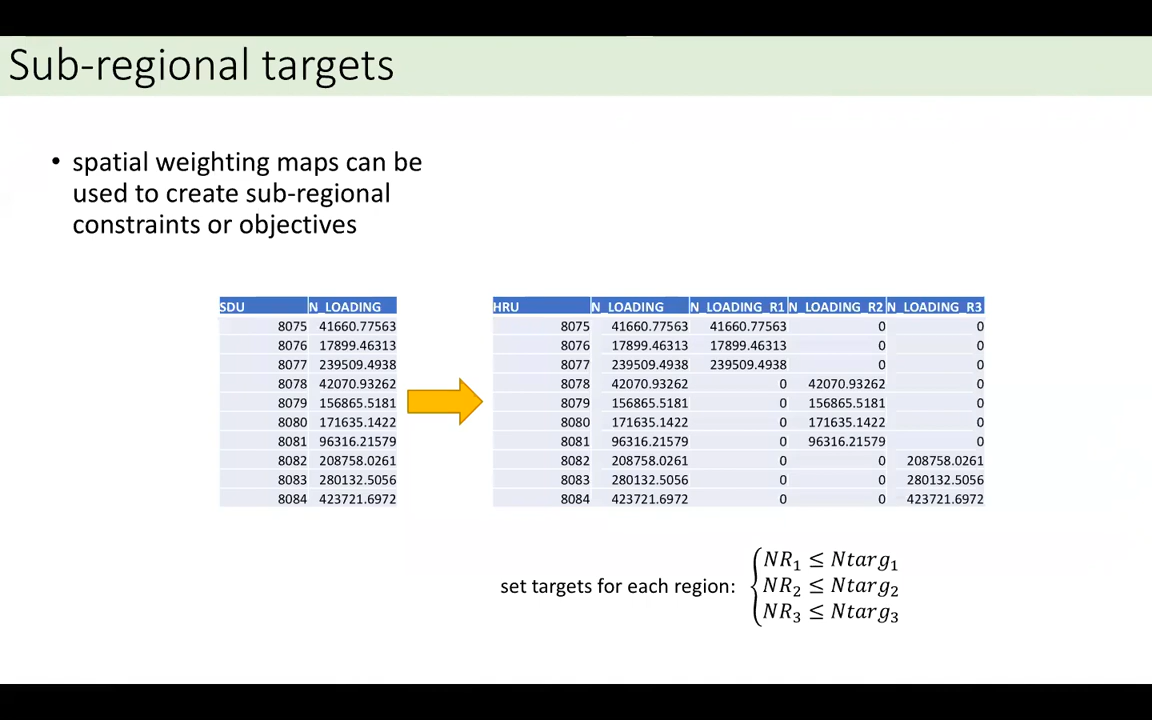 Sub-regional targets
• spatial weighting maps can be
used to create sub-regional
constraints or objectives
SDU N_LOADING
8075 41660.77563
8076 17899.46313
8077 239509.4938
8078 42070.93262
8079 156865.5181
8080 171635.1422
8081 96316.21579
8082 208758.0261
8083 280132.5056
8084 423721.6972
HRU N_LOADING N_LOADING_R1 N_LOADING_R2 N_LOADING_R3
8075 41660.77563 41660.77563 0 0
8076 17899.46313 17899.46313 0 0
8077 239509.4938 239509.4938 0 0
8078 42070.93262 0 42070.93262 0
8079 156865.5181 0 156865.5181 0
8080 171635.1422 0 171635.1422 0
8081 96316.21579 0 96316.21579 0
8082 208758.0261 0 0 208758.0261
8083 280132.5056 0 0 280132.5056
8084 423721.6972 0 0 423721.6972
set targets for each region:
NR₁ ≤ Ntarg₁
NR₂ ≤ Ntarg₂
NR₃ ≤ Ntarg₃